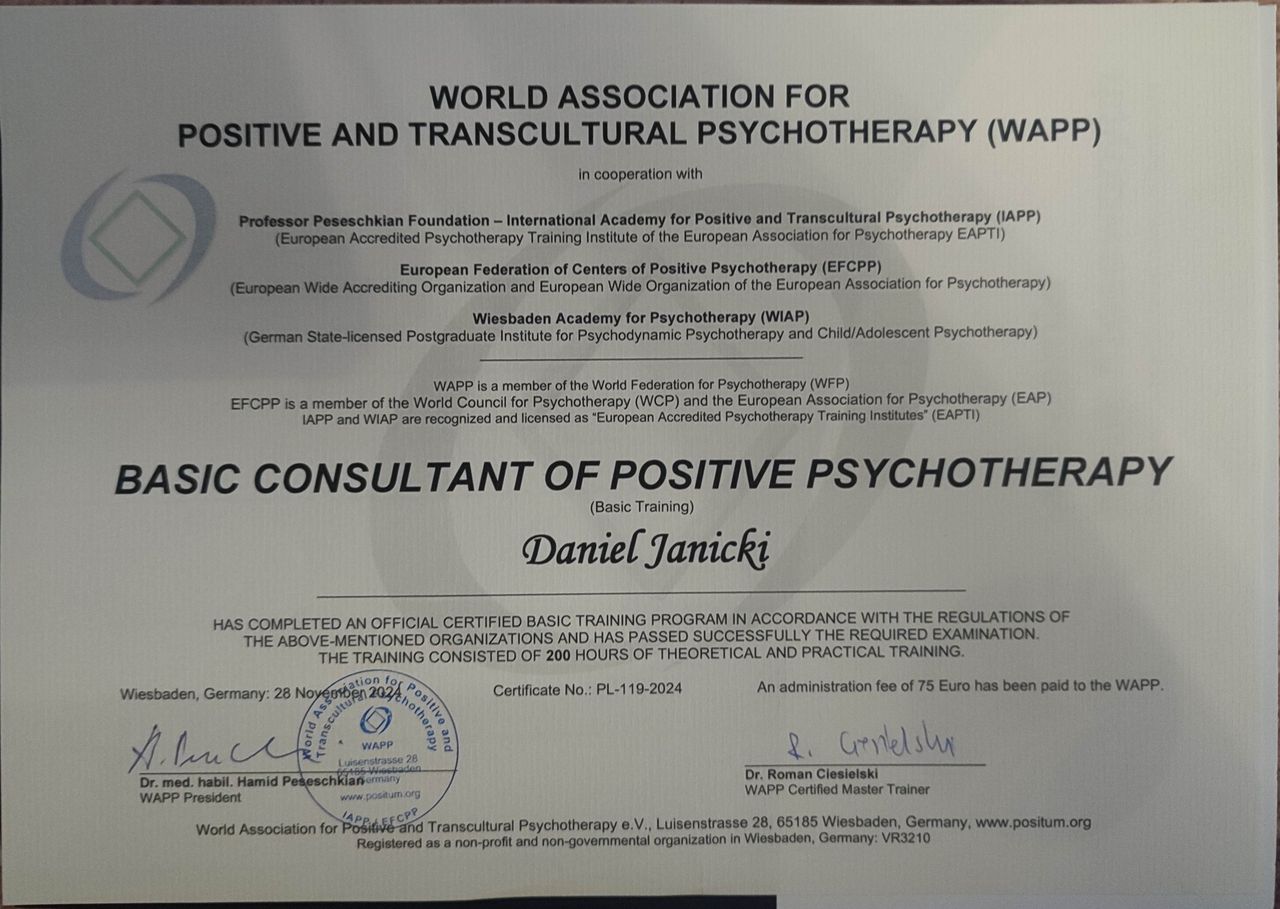 WORLD ASSOCIATION FOR
POSITIVE AND TRANSCULTURAL PSYCHOTHERAPY (WAPP)
in cooperation with
Professor Peseschkian Foundation – International Academy for Positive and Transcultural Psychotherapy (IAPP)
(European Accredited Psychotherapy Training Institute of the European Association for Psychotherapy EAPTI)
European Federation of Centers of Positive Psychotherapy (EFCPP)
(European Wide Accrediting Organization and European Wide Organization of the European Association for Psychotherapy)
Wiesbaden Academy for Psychotherapy (WIAP)
(German State-licensed Postgraduate Institute for Psychodynamic Psychotherapy and Child/Adolescent Psychotherapy)
WAPP is a member of the World Federation for Psychotherapy (WFP)
EFCPP is a member of the World Council for Psychotherapy (WCP) and the European Association for Psychotherapy (EAP)
IAPP and WIAP are recognized and licensed as “European Accredited Psychotherapy Training Institutes” (EAPTI)
BASIC CONSULTANT OF POSITIVE PSYCHOTHERAPY
(Basic Training)
Daniel Janicki
HAS COMPLETED AN OFFICIAL CERTIFIED BASIC TRAINING PROGRAM IN ACCORDANCE WITH THE REGULATIONS OF
THE ABOVE-MENTIONED ORGANIZATIONS AND HAS PASSED SUCCESSFULLY THE REQUIRED EXAMINATION.
THE TRAINING CONSISTED OF 200 HOURS OF THEORETICAL AND PRACTICAL TRAINING.
Wiesbaden, Germany: 28 November 2024
Certificate No.: PL-119-2024
An administration fee of 75 Euro has been paid to the WAPP.
World Association for Positive and
Transcultural Psychotherapy
WAPP
Luisenstrasse 28
65185 Wiesbaden
Germany
www.positum.org
IAPP EFCPP
Dr. med. habil. Hamid Peseschkian
WAPP President
Dr. Roman Ciesielski
WAPP Certified Master Trainer
World Association for Positive and Transcultural Psychotherapy e.V., Luisenstrasse 28, 65185 Wiesbaden, Germany, www.positum.org
Registered as a non-profit and non-governmental organization in Wiesbaden, Germany: VR3210